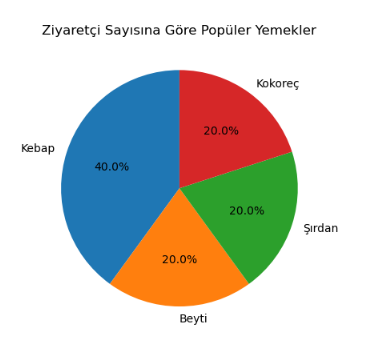 Ziyaretçi Sayısına Göre Popüler Yemekler
Kokoreç
20.0%
Kebap
40.0%
20.0%
Şırdan
20.0%
Beyti